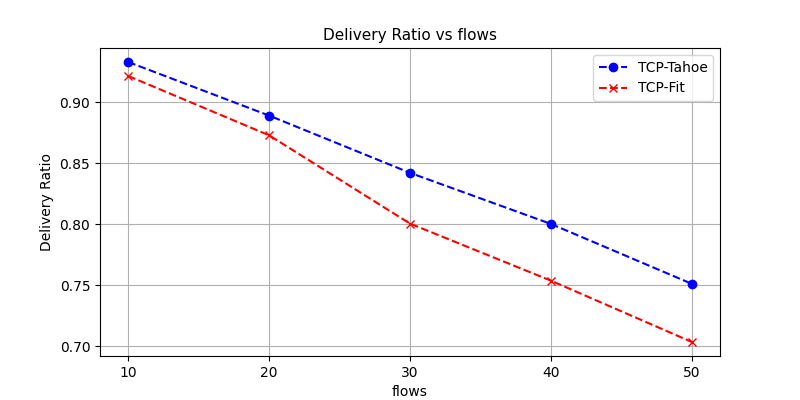 Delivery Ratio vs flows
TCP-Tahoe
TCP-Fit
Delivery Ratio
0.90
0.85
0.80
0.75
0.70
10 20 30 40 50
flows